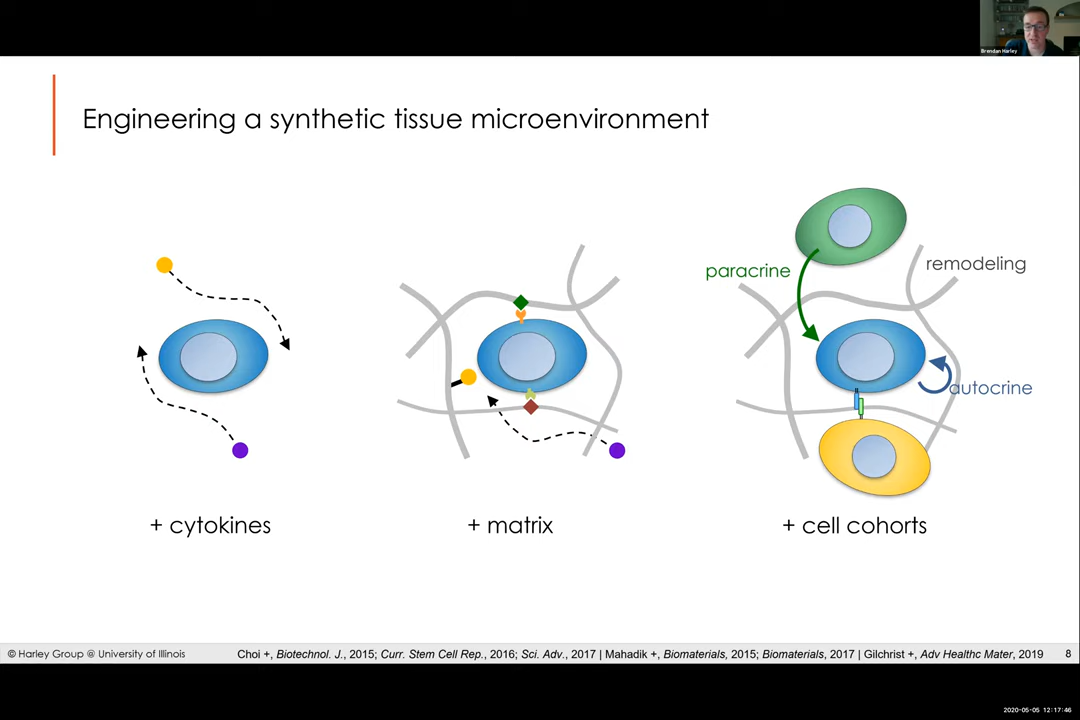 Brendan Harley
Engineering a synthetic tissue microenvironment
paracrine
remodeling
autocrine
+ cytokines
+ matrix
+ cell cohorts
© Harley Group @ University of Illinois
Choi +, Biotechnol. J., 2015; Curr. Stem Cell Rep., 2016; Sci. Adv., 2017 | Mahadik +, Biomaterials, 2015; Biomaterials, 2017 | Gilchrist +, Adv Healthc Mater, 2019
8
2020-05-05 12:17:46